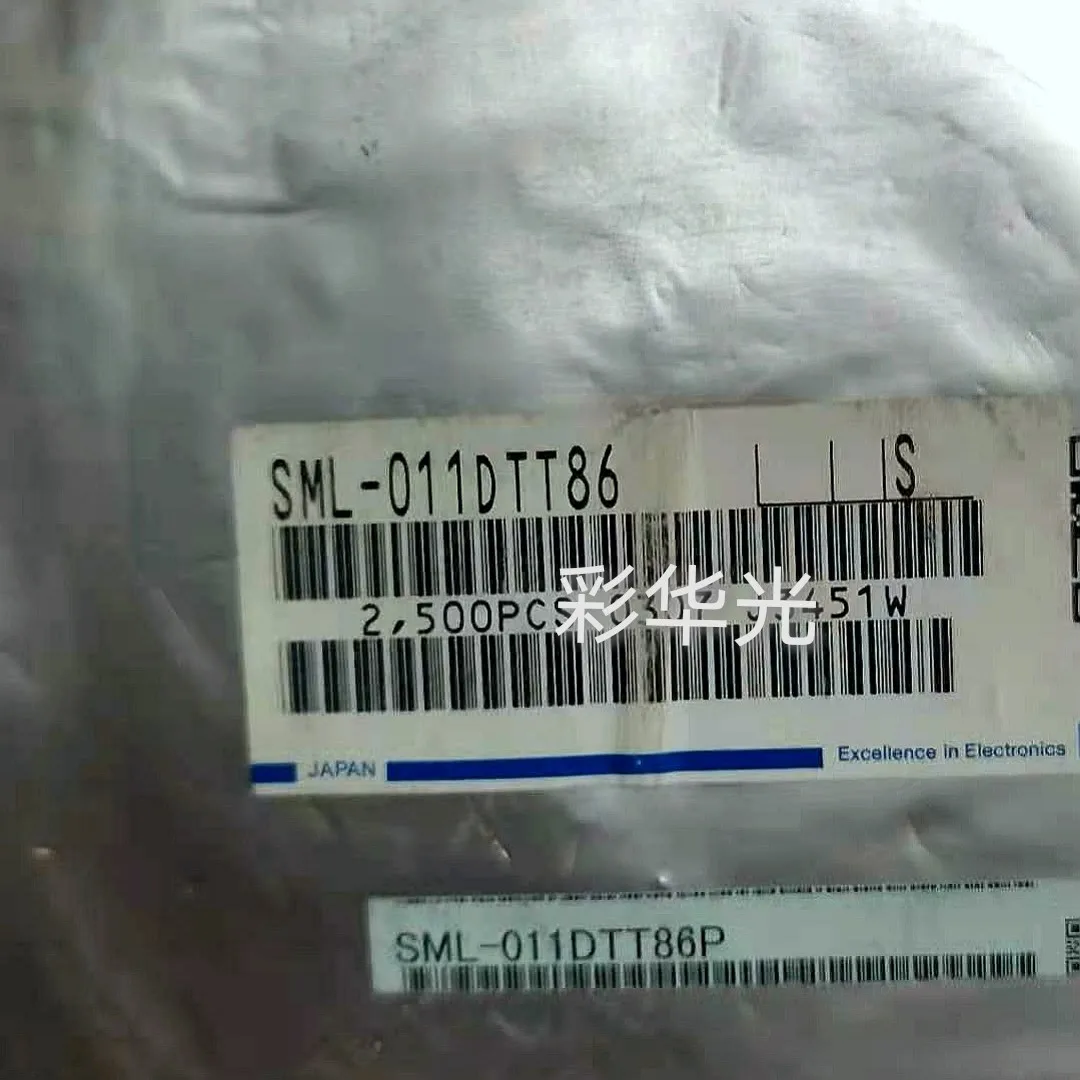 SML-011DTT86 S
2,500PCS
彩华光
JAPAN
Excellence in Electronics
SML-011DTT86P